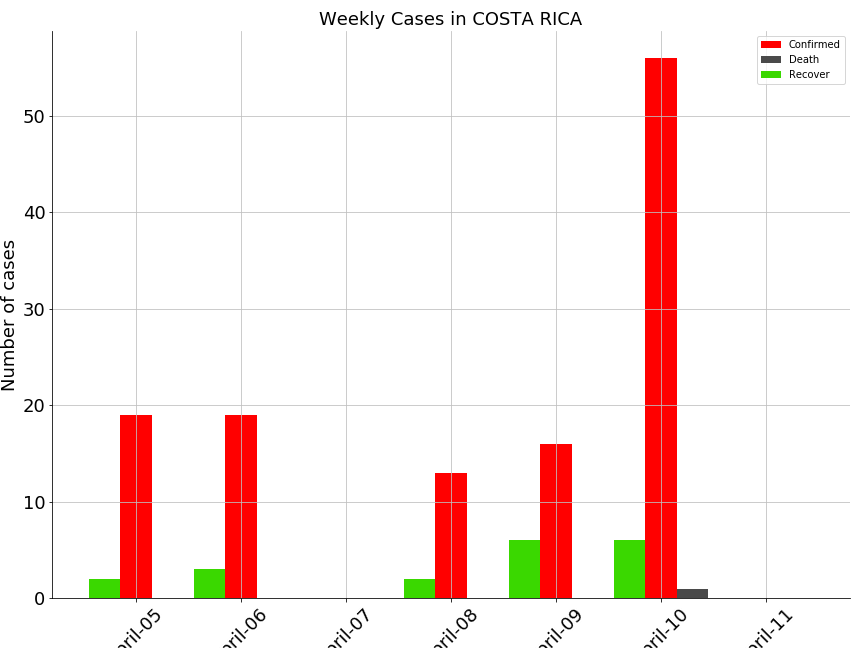 Weekly Cases in COSTA RICA
Confirmed
Death
Recover
Number of cases
50
40
30
20
10
0
pril-05
pril-06
pril-07
pril-08
pril-09
pril-10
pril-11